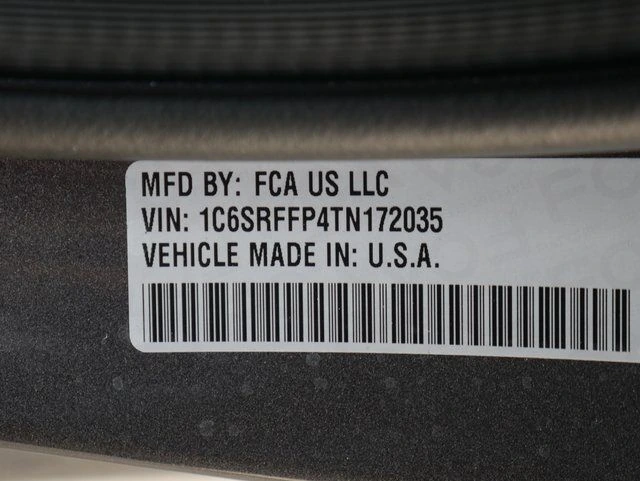 MFD BY: FCA US LLC
VIN: 1C6SRFFP4TN172035
VEHICLE MADE IN: U.S.A.